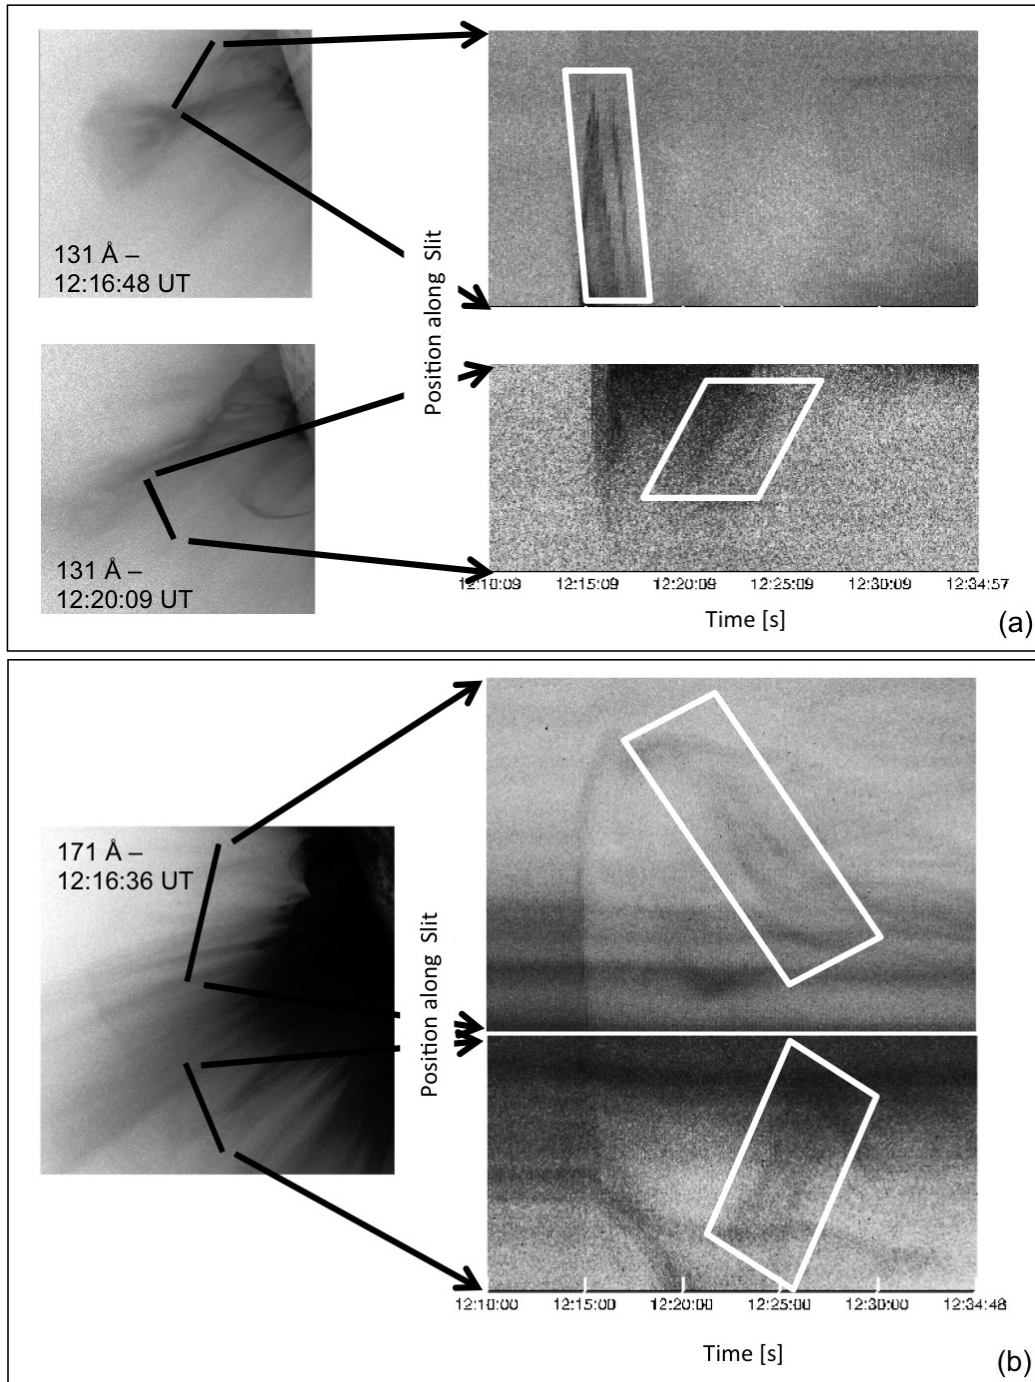 131 Å –
12:16:48 UT
Position along Slit
131 Å –
12:20:09 UT
12:10:09 12:15:09 12:20:09 12:25:09 12:30:09 12:34:57
Time [s]
(a)
171 Å –
12:16:36 UT
Position along Slit
12:10:00 12:15:00 12:20:00 12:25:00 12:30:00 12:34:48
Time [s]
(b)